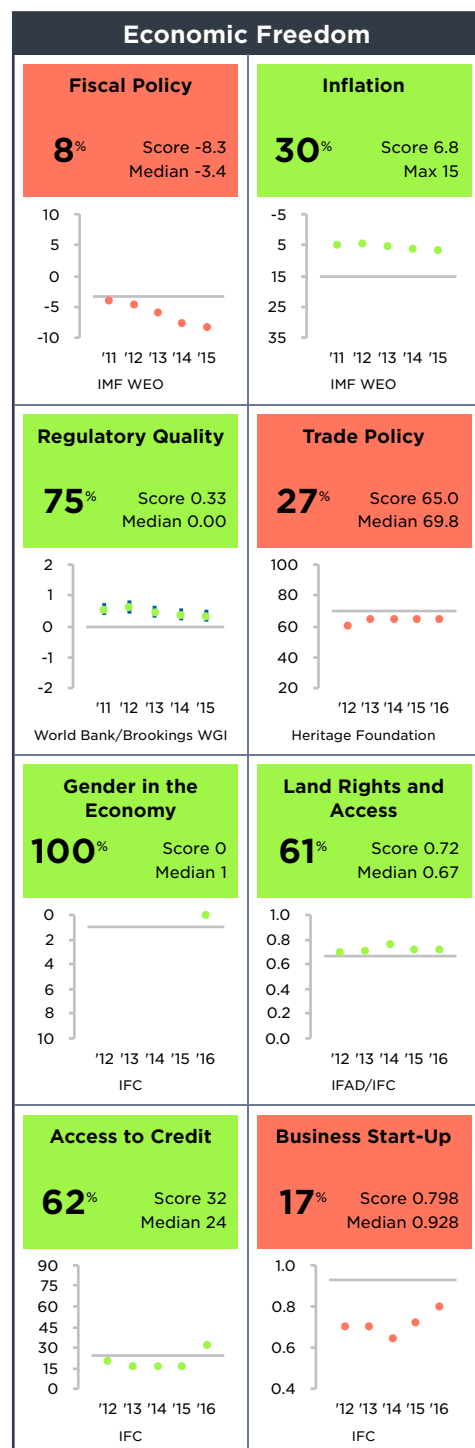 Economic Freedom
Fiscal Policy
8%
Score -8.3
Median -3.4
10
5
0
-5
-10
'11 '12 '13 '14 '15
IMF WEO
Inflation
30%
Score 6.8
Max 15
-5
5
15
25
35
'11 '12 '13 '14 '15
IMF WEO
Regulatory Quality
75%
Score 0.33
Median 0.00
2
1
0
-1
-2
'11 '12 '13 '14 '15
World Bank/Brookings WGI
Trade Policy
27%
Score 65.0
Median 69.8
100
80
60
40
20
'12 '13 '14 '15 '16
Heritage Foundation
Gender in the
Economy
100%
Score 0
Median 1
0
2
4
6
8
10
'12 '13 '14 '15 '16
IFC
Land Rights and
Access
61%
Score 0.72
Median 0.67
1.0
0.8
0.6
0.4
0.2
0.0
'12 '13 '14 '15 '16
IFAD/IFC
Access to Credit
62%
Score 32
Median 24
90
75
60
45
30
15
0
'12 '13 '14 '15 '16
IFC
Business Start-Up
17%
Score 0.798
Median 0.928
1.0
0.8
0.6
0.4
'12 '13 '14 '15 '16
IFC